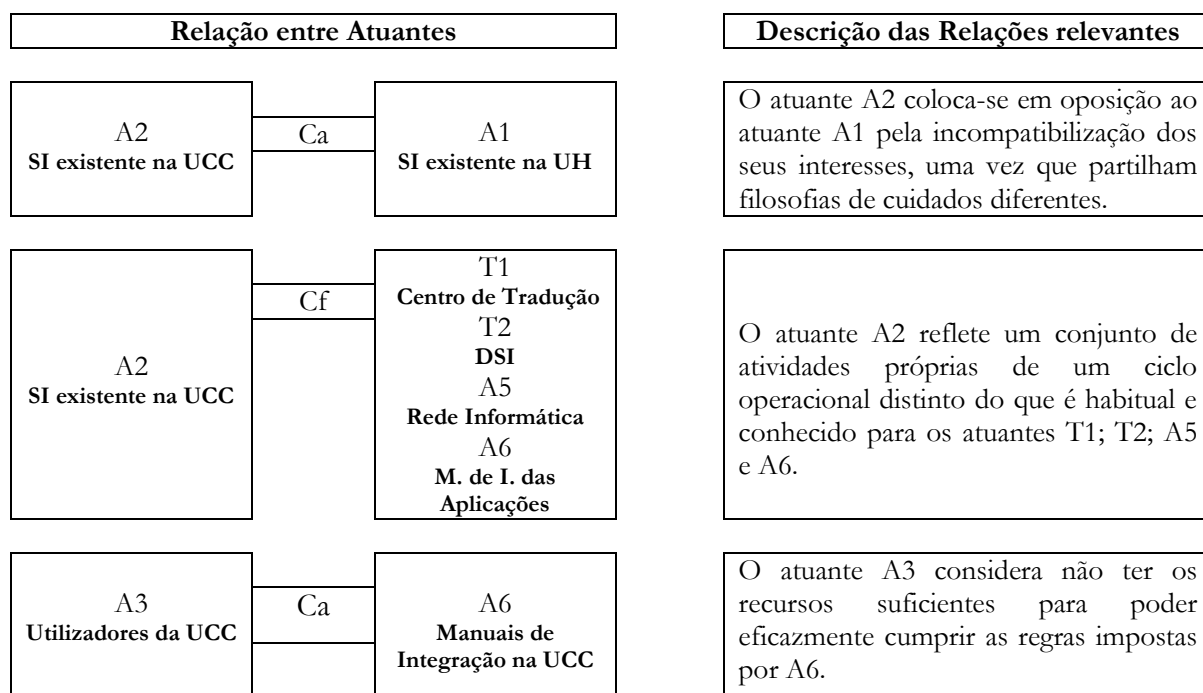 Relação entre Atuantes
Descrição das Relações relevantes
A2
SI existente na UCC
Ca
A1
SI existente na UH
O atuante A2 coloca-se em oposição ao
atuante A1 pela incompatibilização dos
seus interesses, uma vez que partilham
filosofias de cuidados diferentes.
A2
SI existente na UCC
Cf
T1
Centro de Tradução
T2
DSI
A5
Rede Informática
A6
M. de I. das
Aplicações
O atuante A2 reflete um conjunto de
atividades próprias de um ciclo
operacional distinto do que é habitual e
conhecido para os atuantes T1; T2; A5
e A6.
A3
Utilizadores da UCC
Ca
A6
Manuais de
Integração na UCC
O atuante A3 considera não ter os
recursos suficientes para poder
eficazmente cumprir as regras impostas
por A6.